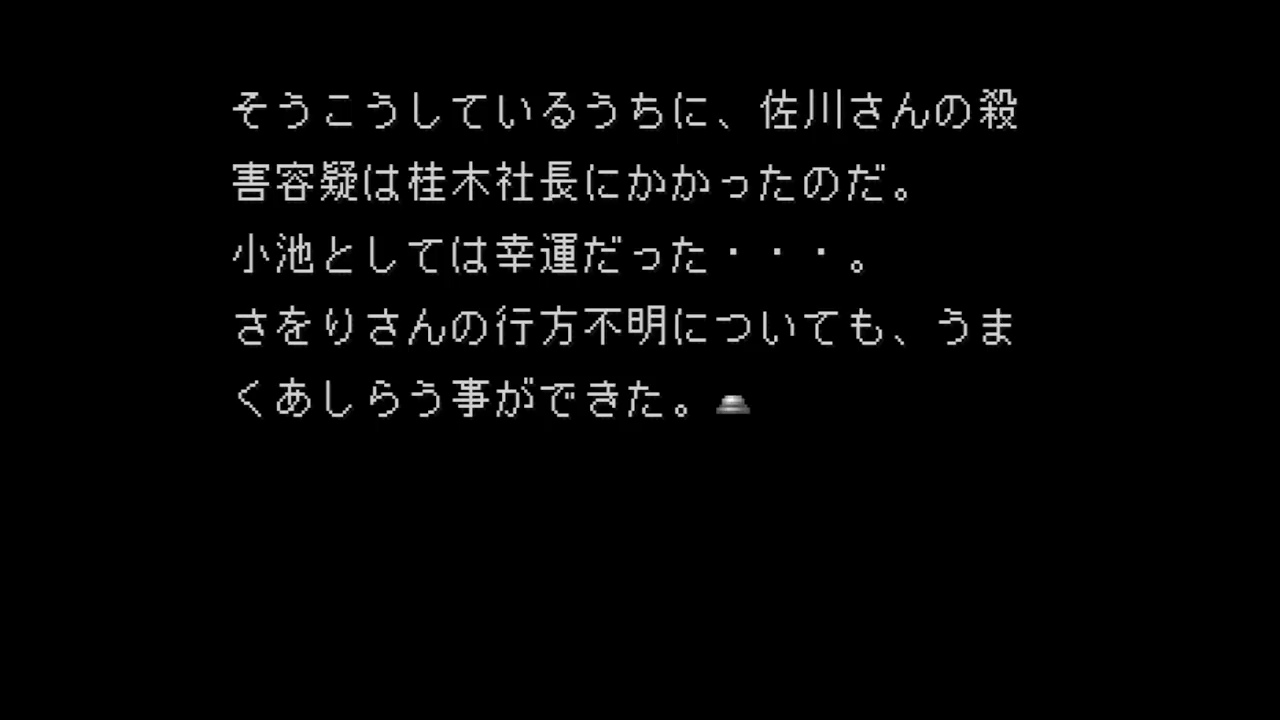 そうこうしているうちに、佐川さんの殺
害容疑は桂木社長にかかったのだ。
小池としては幸運だった・・・。
さをりさんの行方不明についても、うま
くあしらう事ができた。